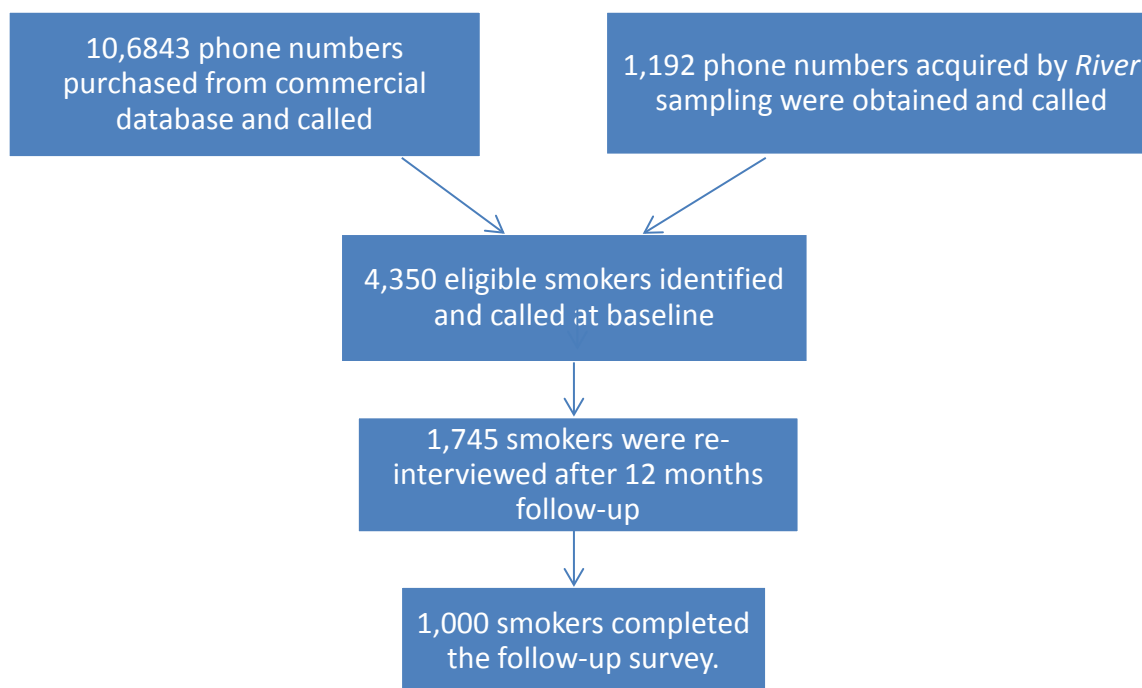 10,6843 phone numbers
purchased from commercial
database and called
1,192 phone numbers acquired by River
sampling were obtained and called
4,350 eligible smokers identified
and called at baseline
1,745 smokers were re-
interviewed after 12 months
follow-up
1,000 smokers completed
the follow-up survey.